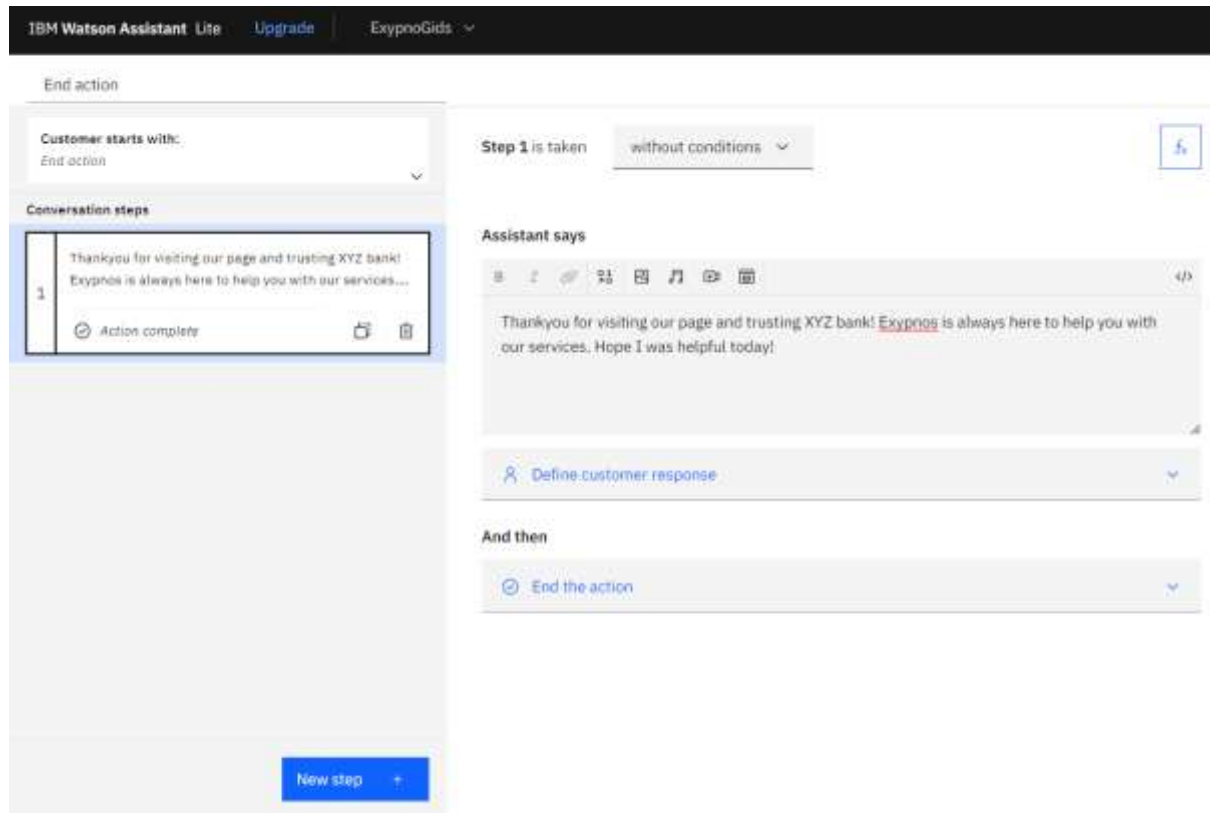 IBM Watson Assistant Lite Upgrade ExypnoGids
End action
Customer starts with:
End action
Conversation steps
1
Thankyou for visiting our page and trusting XYZ bank!
Exypnos is always here to help you with our services...
Action complete
New step +
Step 1 is taken without conditions
fx
Assistant says
B I </>
Thankyou for visiting our page and trusting XYZ bank! Exypnos is always here to help you with
our services. Hope I was helpful today!
Define customer response
And then
End the action